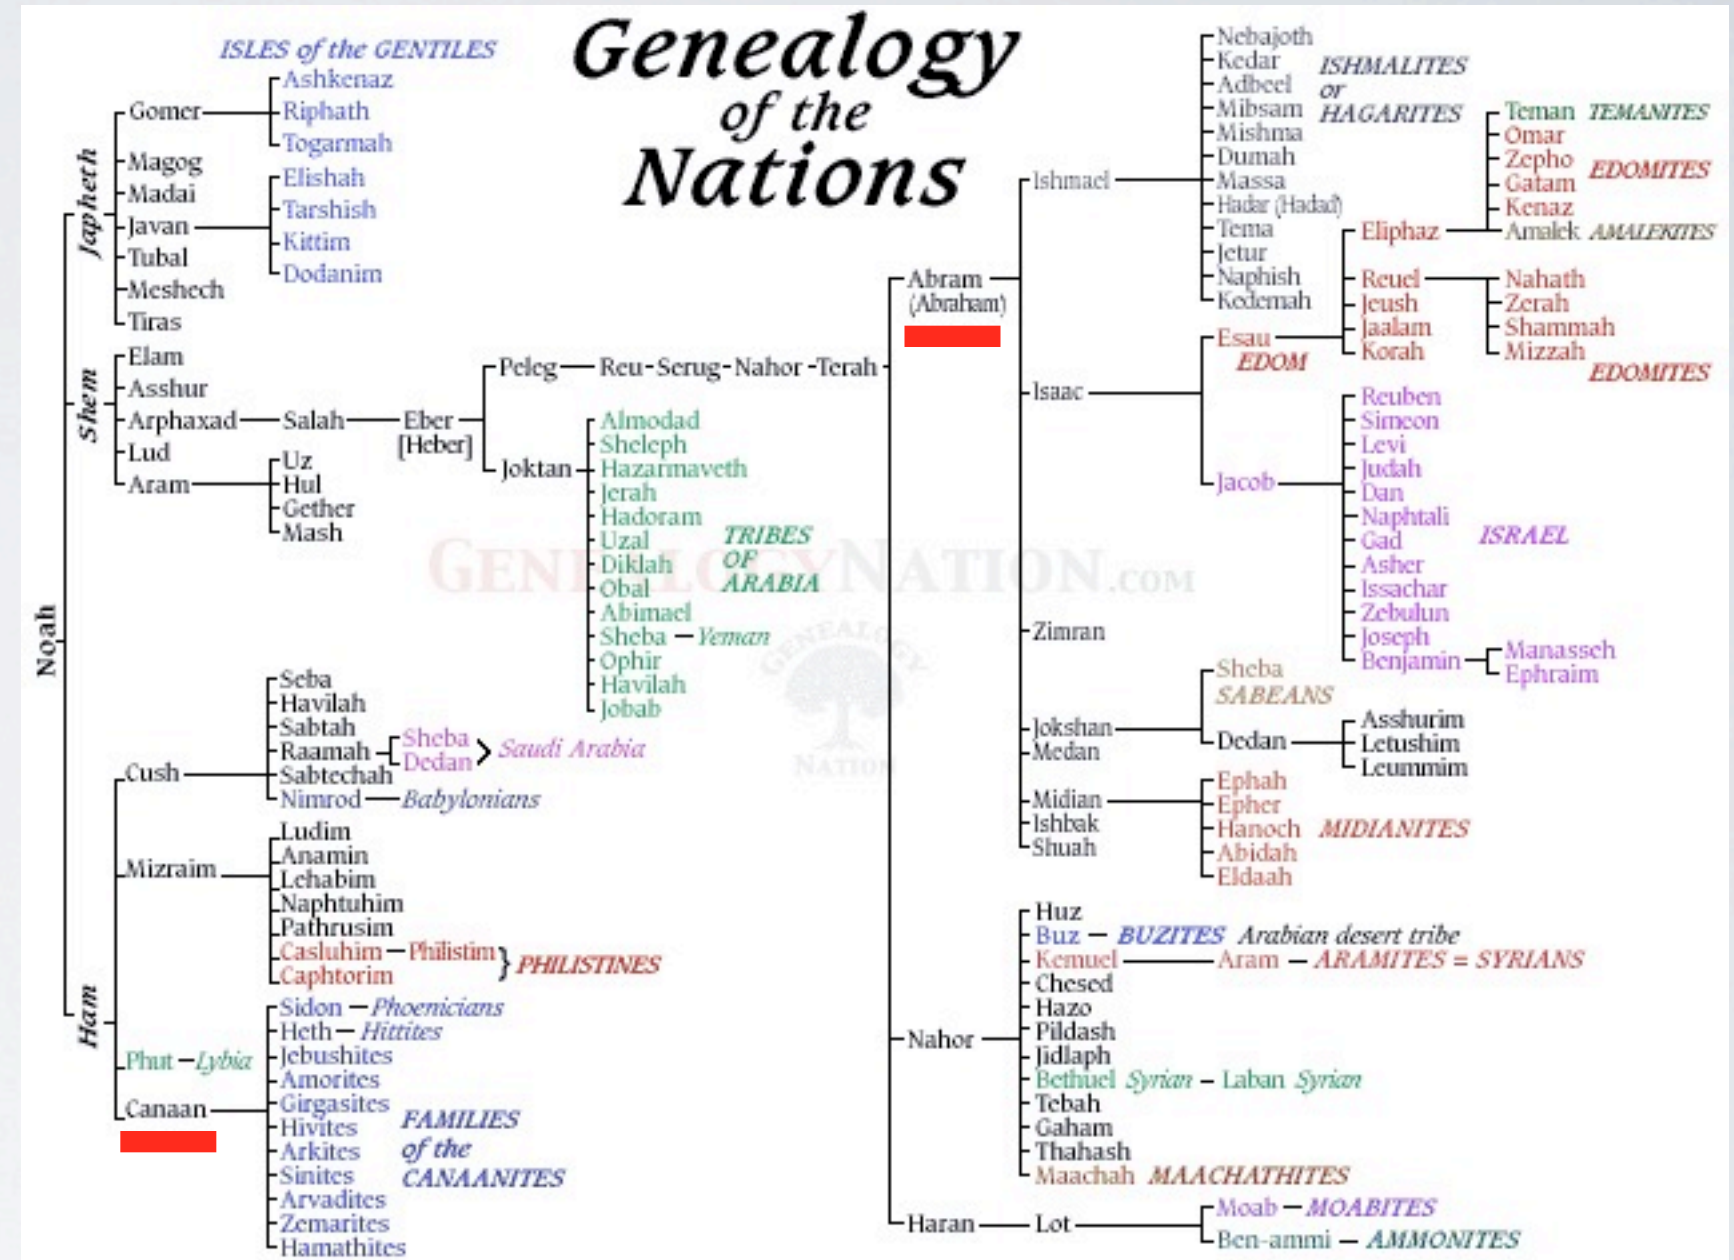 Genealogy
of the
Nations
Noah
Japheth
ISLES of the GENTILES
Gomer
Ashkenaz
Riphath
Togarmah
Magog
Madai
Javan
Elishah
Tarshish
Kittim
Dodanim
Tubal
Meshech
Tiras
Shem
Elam
Asshur
Arphaxad
Salah
Eber
[Heber]
Lud
Aram
Uz
Hul
Gether
Mash
Peleg
Reu-Serug-Nahor-Terah
Joktan
Almodad
Sheleph
Hazarmaveth
Jerah
Hadoram
Uzal
Diklah
Obal
Abimael
Sheba — Yeman
Ophir
Havilah
Jobab
TRIBES
OF
ARABIA
Ham
Cush
Seba
Havilah
Sabtah
Raamah
Sheba
Dedan
Saudi Arabia
Sabtechah
Nimrod — Babylonians
Mizraim
Ludim
Anamin
Lehabim
Naphtuhim
Pathrusim
Casluhim — Philistim
Caphtorim
PHILISTINES
Phut — Lybia
Canaan
Sidon — Phoenicians
Heth — Hittites
Jebushites
Amorites
Girgasites
Hivites
Arkites
Sinites
Arvadites
Zemarites
Hamathites
FAMILIES
of the
CANAANITES
Abram
(Abraham)
Ishmael
Nebajoth
Kedar
Adbeel
Mibsam
Mishma
Dumah
Massa
Hadar (Hadad)
Tema
Jetur
Naphish
Kedemah
ISHMALITES
or
HAGARITES
Isaac
Esau
EDOM
Eliphaz
Teman TEMANITES
Omar
Zepho
Gatam
Kenaz
EDOMITES
Amalek AMALEKITES
Reuel
Jeush
Jaalam
Korah
Nahath
Zerah
Shammah
Mizzah
EDOMITES
Jacob
Reuben
Simeon
Levi
Judah
Dan
Naphtali
Gad
Asher
Issachar
Zebulun
Joseph
Benjamin
ISRAEL
Manasseh
Ephraim
Zimran
Jokshan
Sheba
SABEANS
Dedan
Asshurim
Letushim
Leummim
Medan
Midian
Ephah
Epher
Hanoch
Abidah
Eldaah
MIDIANITES
Ishbak
Shuah
Nahor
Huz
Buz — BUZITES Arabian desert tribe
Kemuel — Aram — ARAMITES = SYRIANS
Chesed
Hazo
Pildash
Jidlaph
Bethuel Syrian — Laban Syrian
Tebah
Gaham
Thahash
Maachah MAACHATHITES
Haran
Lot
Moab — MOABITES
Ben-ammi — AMMONITES
GENEALOGYNATION.COM
GENEALOGY
NATION